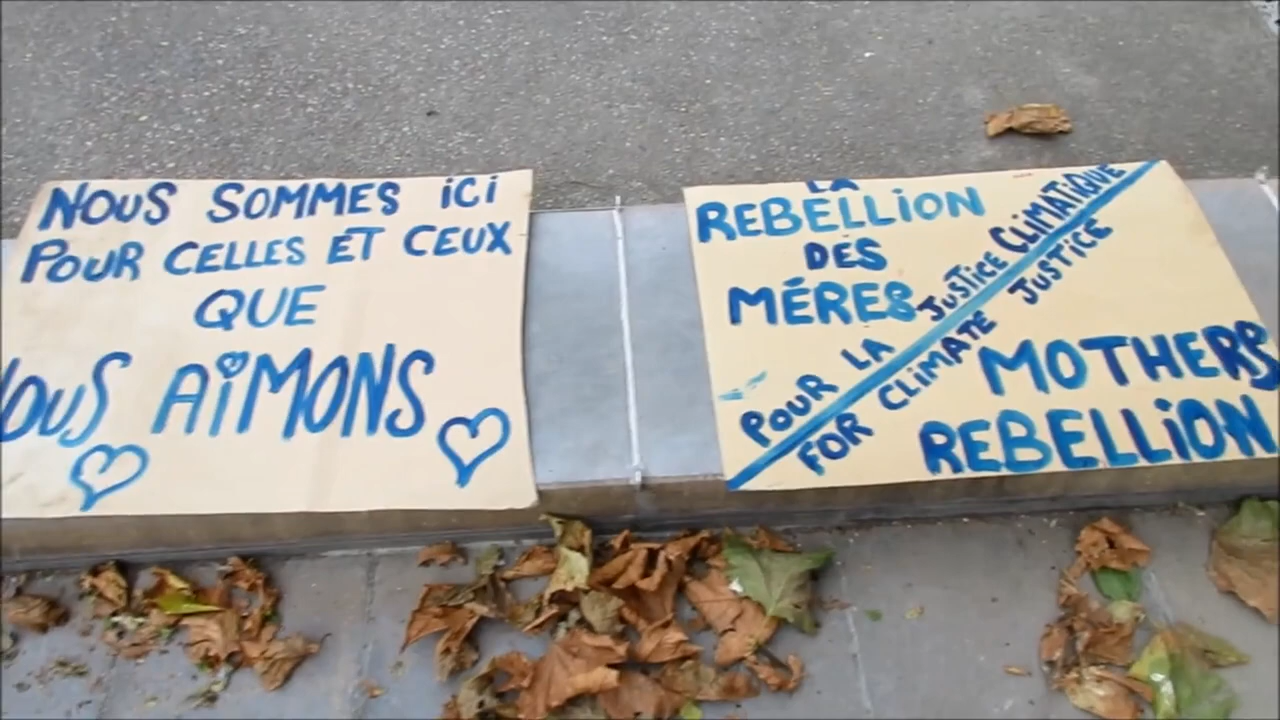 NOUS SOMMES iCi
POUR CELLES ET CEUX
QUE
NOUS AiMONS
LA
REBELLiON
DES
MÉRES
POUR LA JUSTiCE CLiMATiQUE
FOR CLiMATE JUSTiCE
MOTHERS
REBELLiON